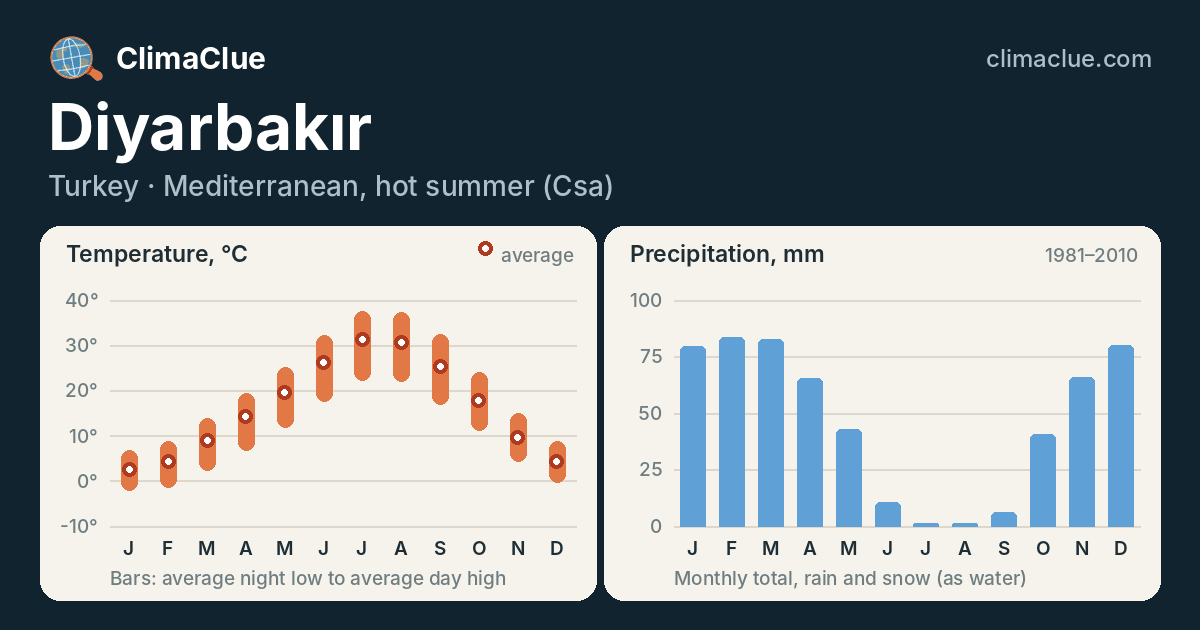 ClimaClue
climaclue.com
Diyarbakır
Turkey · Mediterranean, hot summer (Csa)
Temperature, °C
average
40°
30°
20°
10°
0°
-10°
J F M A M J J A S O N D
Bars: average night low to average day high
Precipitation, mm
1981–2010
100
75
50
25
0
J F M A M J J A S O N D
Monthly total, rain and snow (as water)